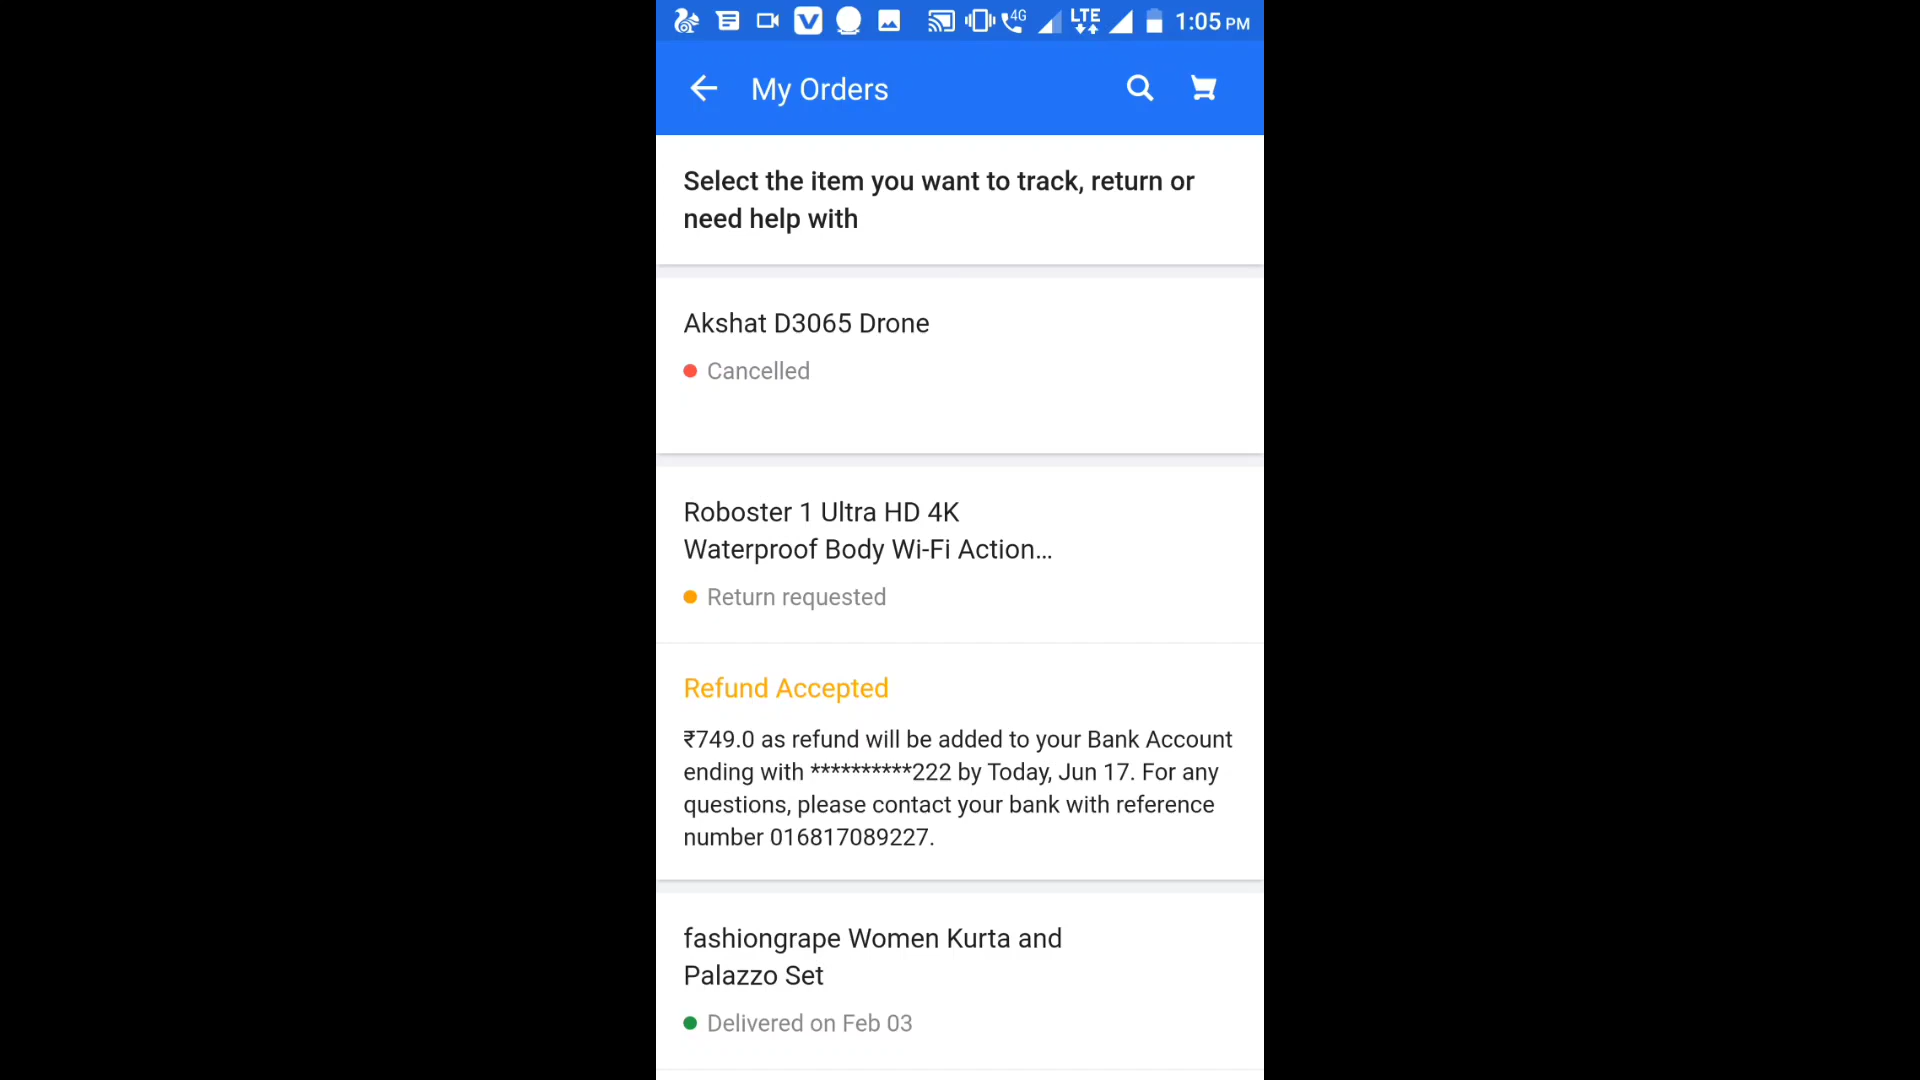 4G LTE 1:05 PM
My Orders
Select the item you want to track, return or
need help with
Akshat D3065 Drone
Cancelled
Roboster 1 Ultra HD 4K
Waterproof Body Wi-Fi Action...
Return requested
Refund Accepted
₹749.0 as refund will be added to your Bank Account
ending with **********222 by Today, Jun 17. For any
questions, please contact your bank with reference
number 016817089227.
fashiongrape Women Kurta and
Palazzo Set
Delivered on Feb 03